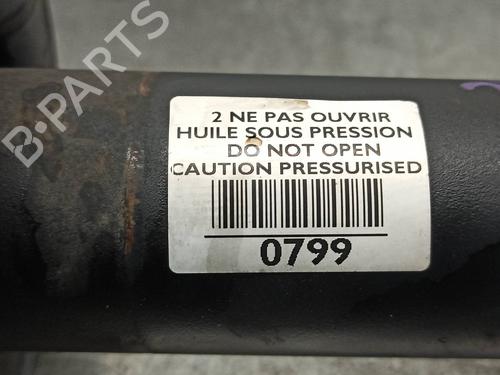 2 NE PAS OUVRIR
HUILE SOUS PRESSION
DO NOT OPEN
CAUTION PRESSURISED
0799
B-PARTS